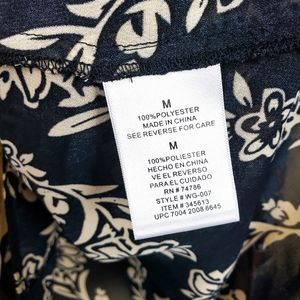 M
100%POLYESTER
MADE IN CHINA
SEE REVERSE FOR CARE
M
100%POLIESTER
HECHO EN CHINA
VE EL REVERSO
PARA EL CUIDADO
RN # 74786
STYLE # WG-007
ITEM # 345613
UPC 7004 2008 6645